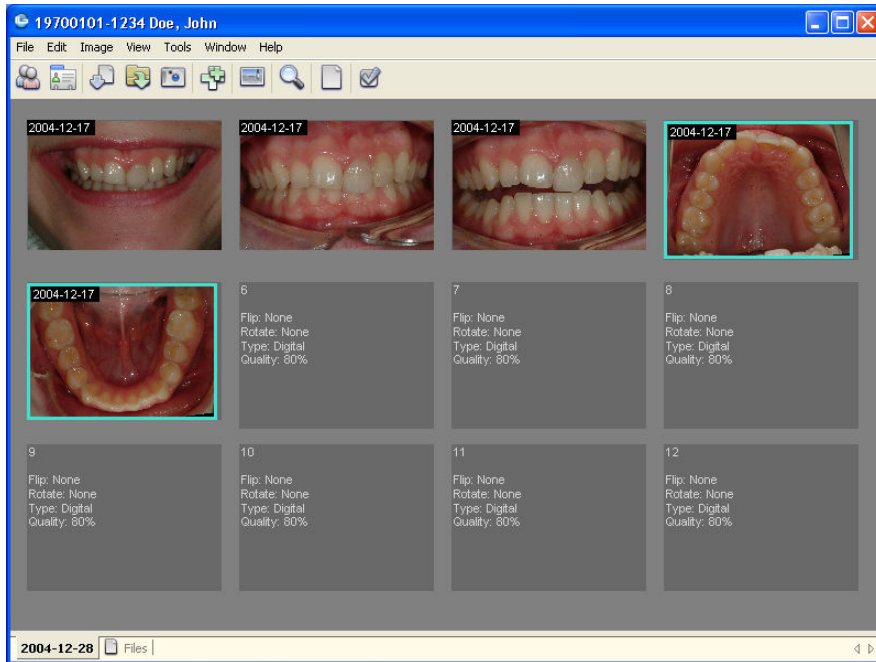 19700101-1234 Doe, John
File Edit Image View Tools Window Help
2004-12-17 2004-12-17 2004-12-17 2004-12-17
2004-12-17
6
Flip: None
Rotate: None
Type: Digital
Quality: 80%
7
Flip: None
Rotate: None
Type: Digital
Quality: 80%
8
Flip: None
Rotate: None
Type: Digital
Quality: 80%
9
Flip: None
Rotate: None
Type: Digital
Quality: 80%
10
Flip: None
Rotate: None
Type: Digital
Quality: 80%
11
Flip: None
Rotate: None
Type: Digital
Quality: 80%
12
Flip: None
Rotate: None
Type: Digital
Quality: 80%
2004-12-28 Files